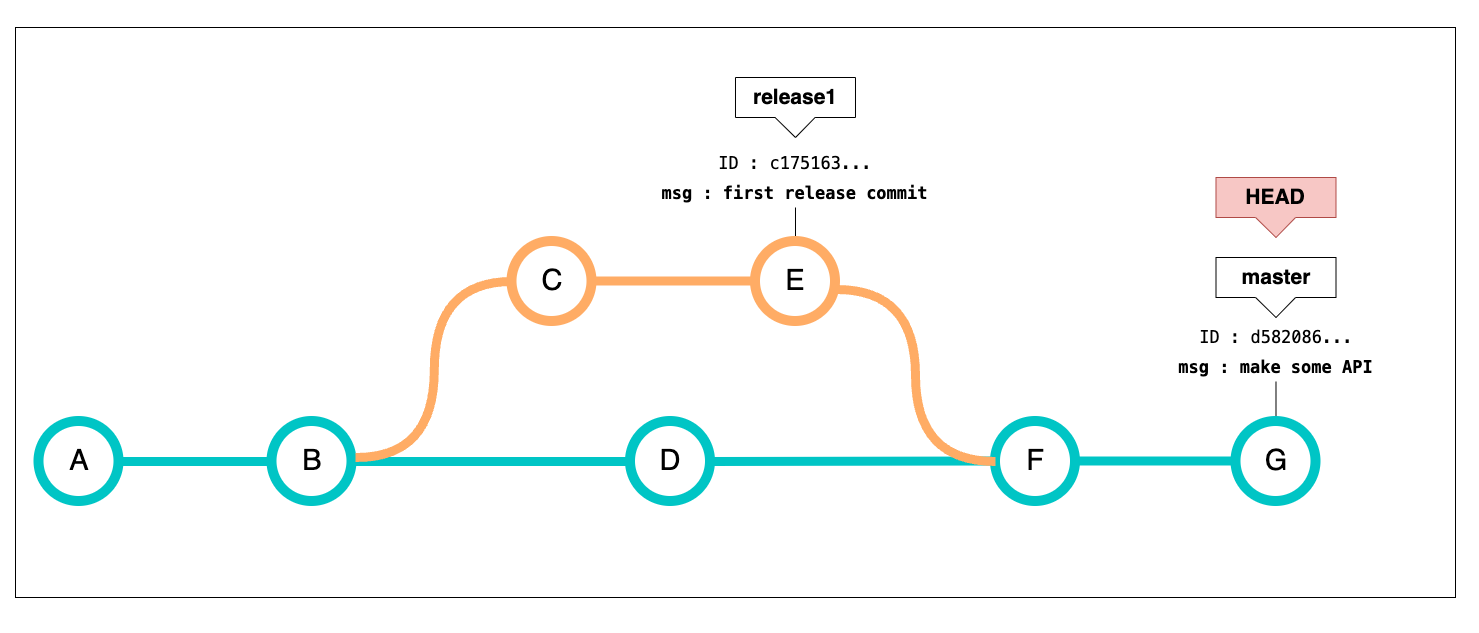 release1
ID : c175163...
msg : first release commit
HEAD
master
ID : d582086...
msg : make some API
C
E
A
B
D
F
G